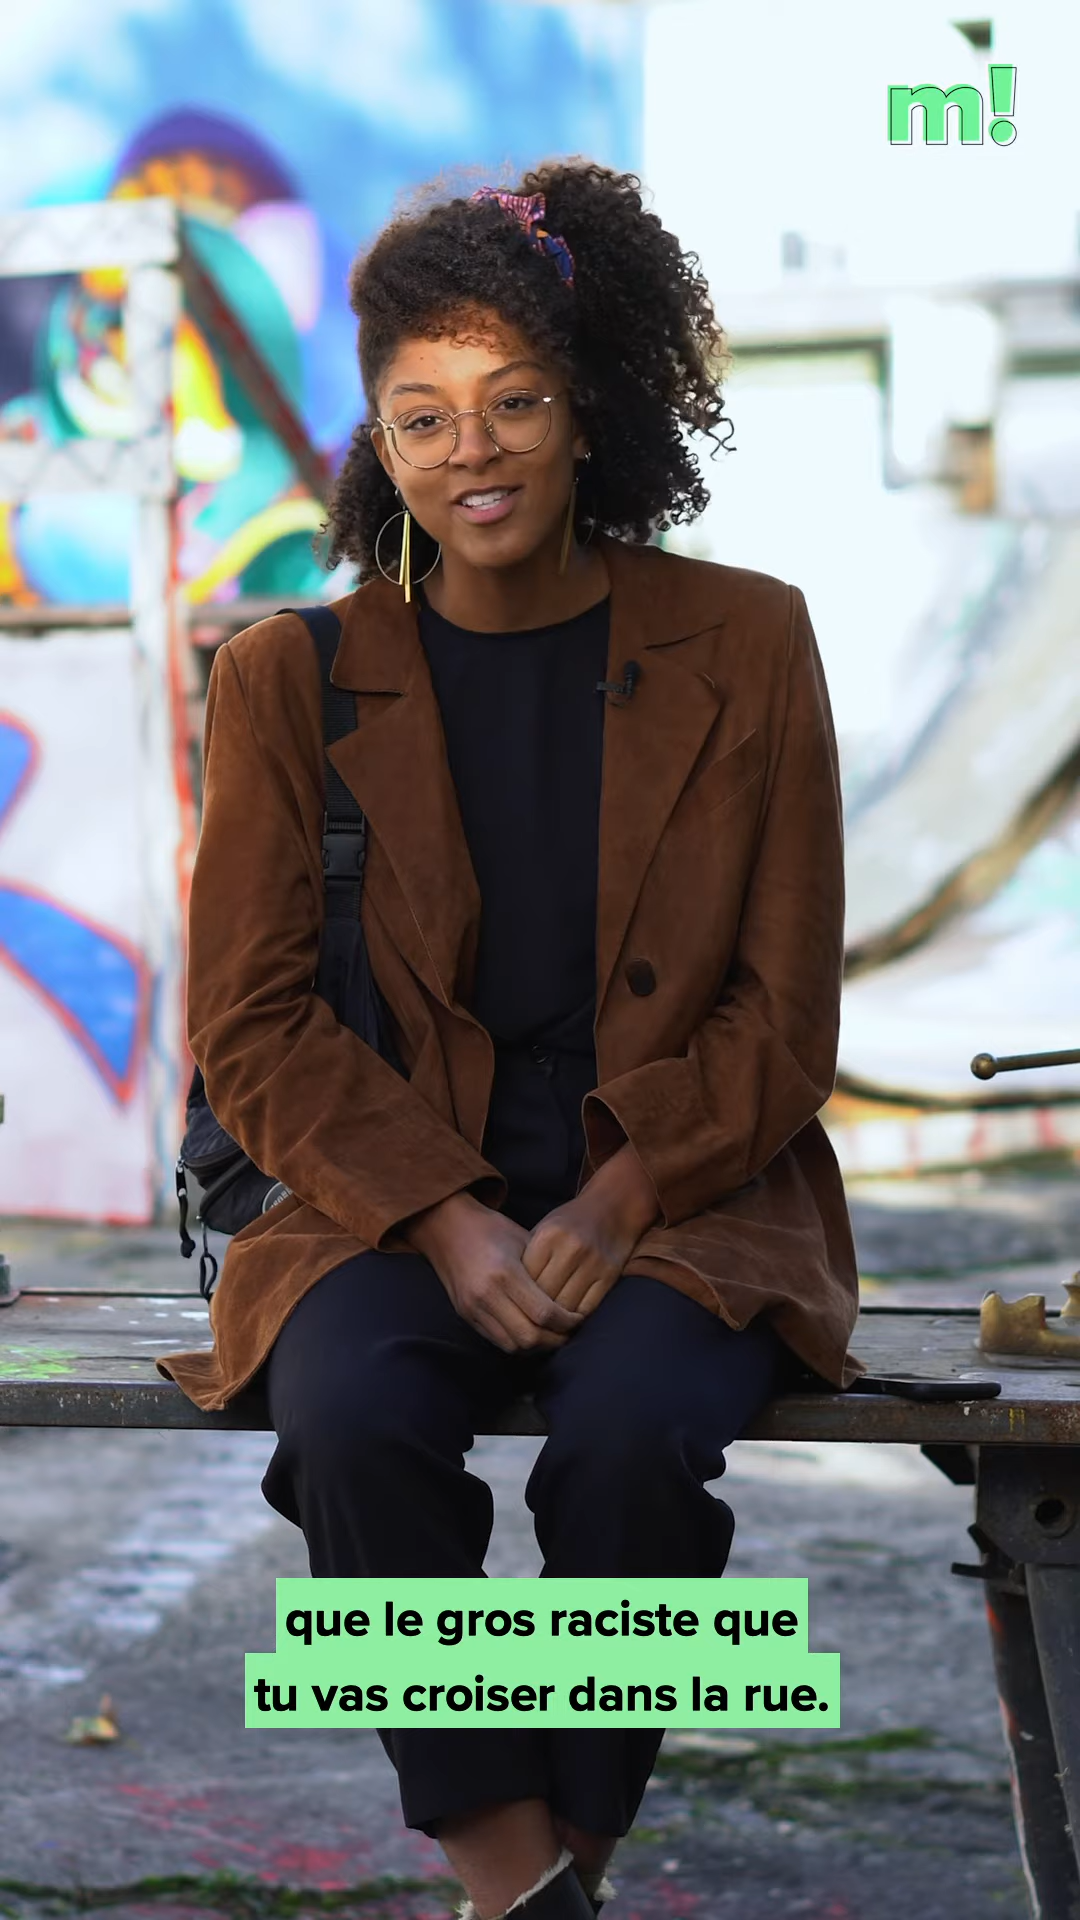 m!
que le gros raciste que
tu vas croiser dans la rue.